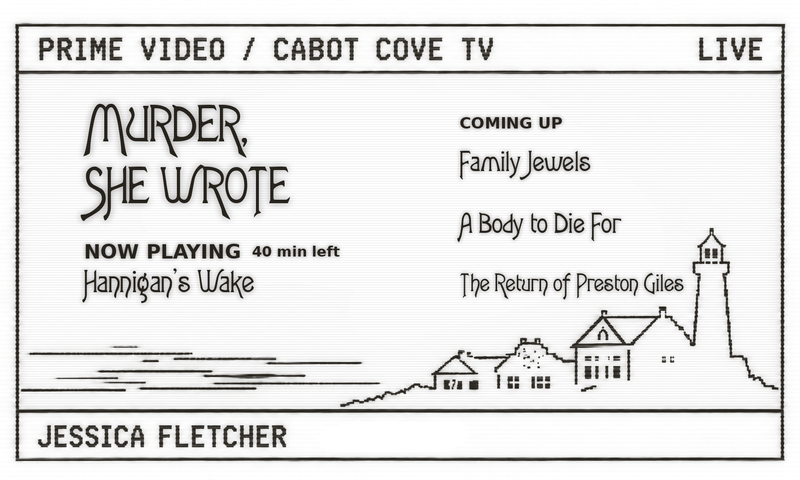 PRIME VIDEO / CABOT COVE TV LIVE
MURDER,
SHE WROTE
NOW PLAYING 40 min left
Hannigan's Wake
COMING UP
Family Jewels
A Body to Die For
The Return of Preston Giles
JESSICA FLETCHER